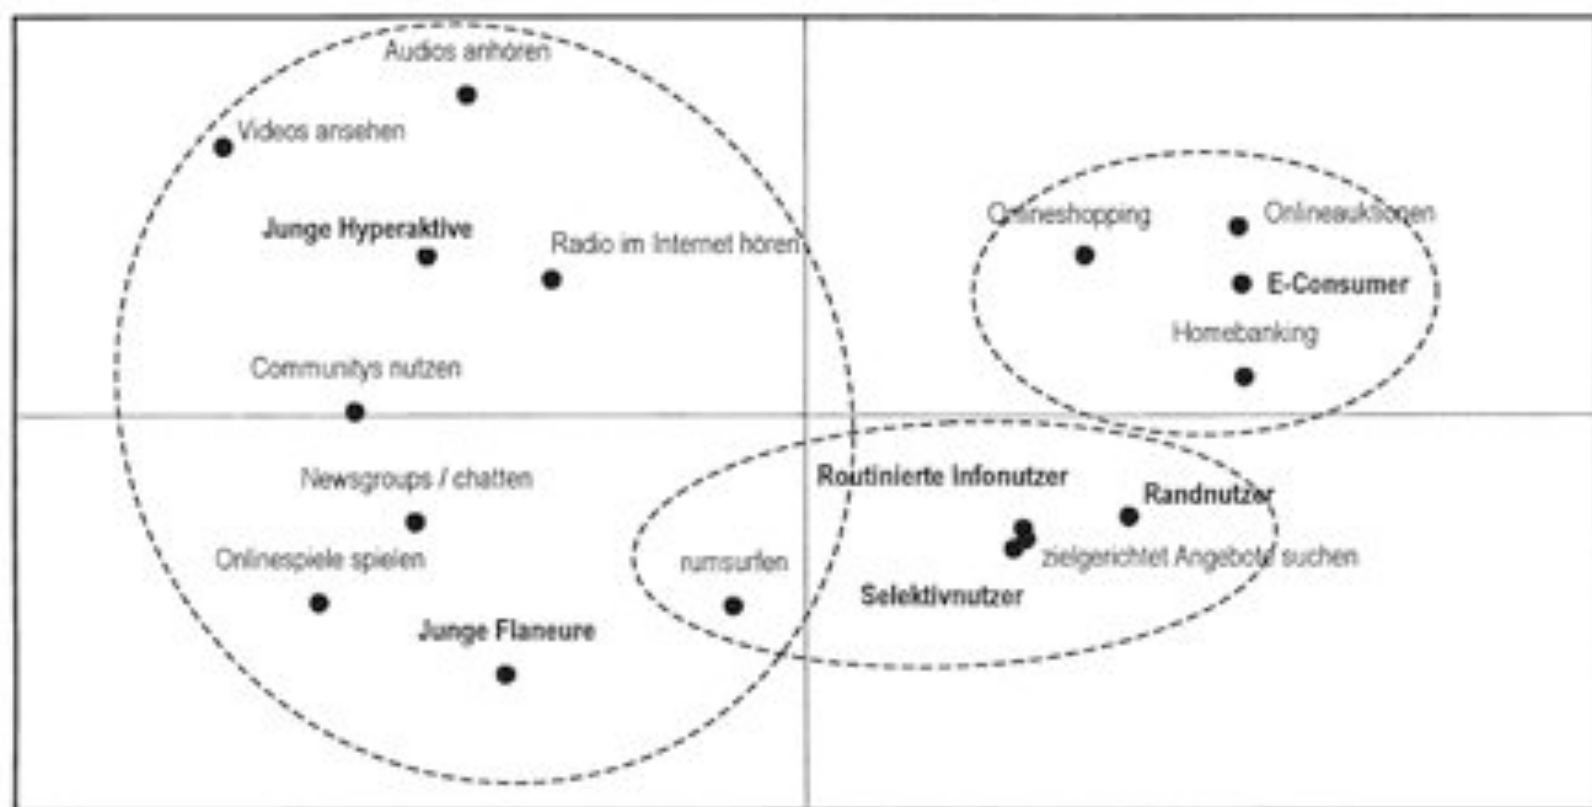 Audios anhören
Videos ansehen
Junge Hyperaktive
Radio im Internet hören
Communitys nutzen
Newsgroups / chatten
Onlinespiele spielen
Junge Flaneure
rumsurfen
Onlineshopping
Onlineauktionen
E-Consumer
Homebanking
Routinierte Infonutzer
Randnutzer
zielgerichtet Angebote suchen
Selektivnutzer